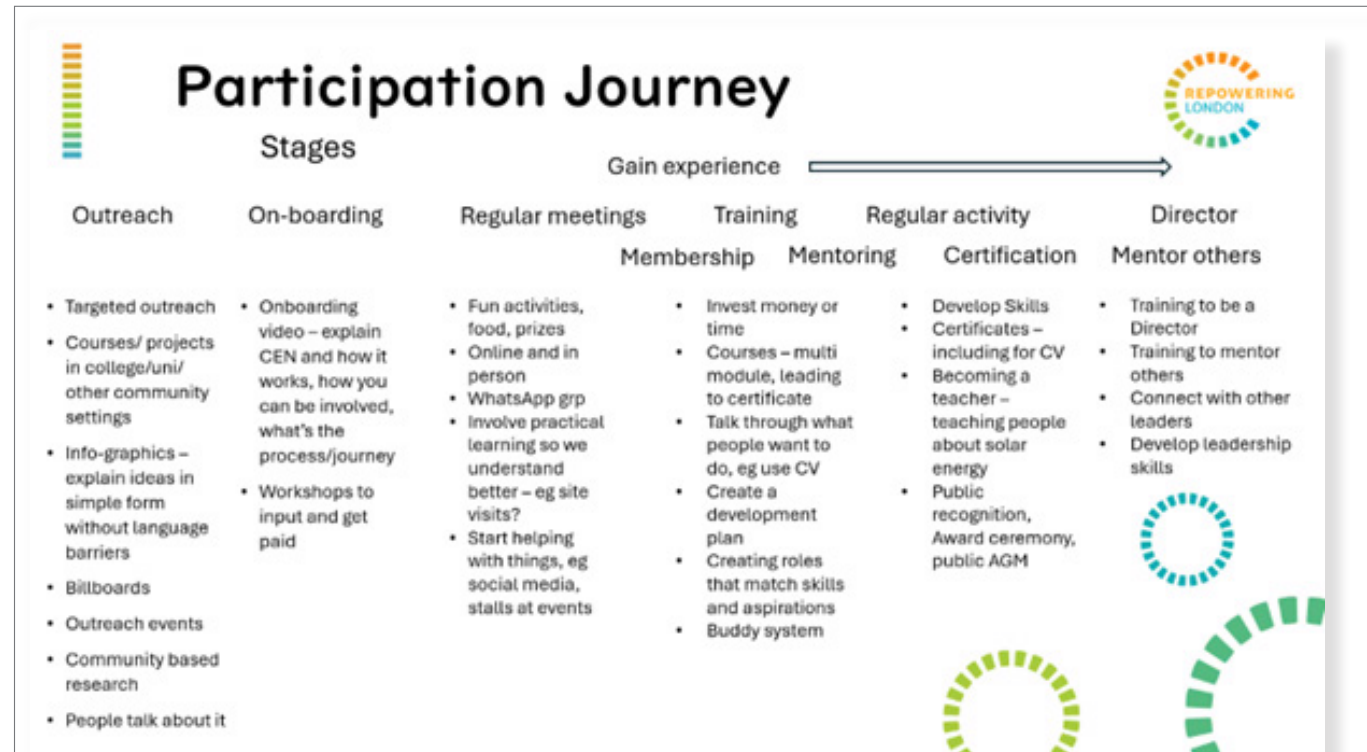 Participation Journey
REPOWERING
LONDON
Stages
Gain experience
Outreach
On-boarding
Regular meetings
Training
Regular activity
Director
Membership
Mentoring
Certification
Mentor others
• Targeted outreach
• Courses/ projects
in college/uni/
other community
settings
• Info-graphics –
explain ideas in
simple form
without language
barriers
• Billboards
• Outreach events
• Community based
research
• People talk about it
• Onboarding
video – explain
CEN and how it
works, how you
can be involved,
what's the
process/journey
• Workshops to
input and get
paid
• Fun activities,
food, prizes
• Online and in
person
• WhatsApp grp
• Involve practical
learning so we
understand
better – eg site
visits?
• Start helping
with things, eg
social media,
stalls at events
• Invest money or
time
• Courses – multi
module, leading
to certificate
• Talk through what
people want to
do, eg use CV
• Create a
development
plan
• Creating roles
that match skills
and aspirations
• Buddy system
• Develop Skills
• Certificates –
including for CV
• Becoming a
teacher –
teaching people
about solar
energy
• Public
recognition,
Award ceremony,
public AGM
• Training to be a
Director
• Training to mentor
others
• Connect with other
leaders
• Develop leadership
skills